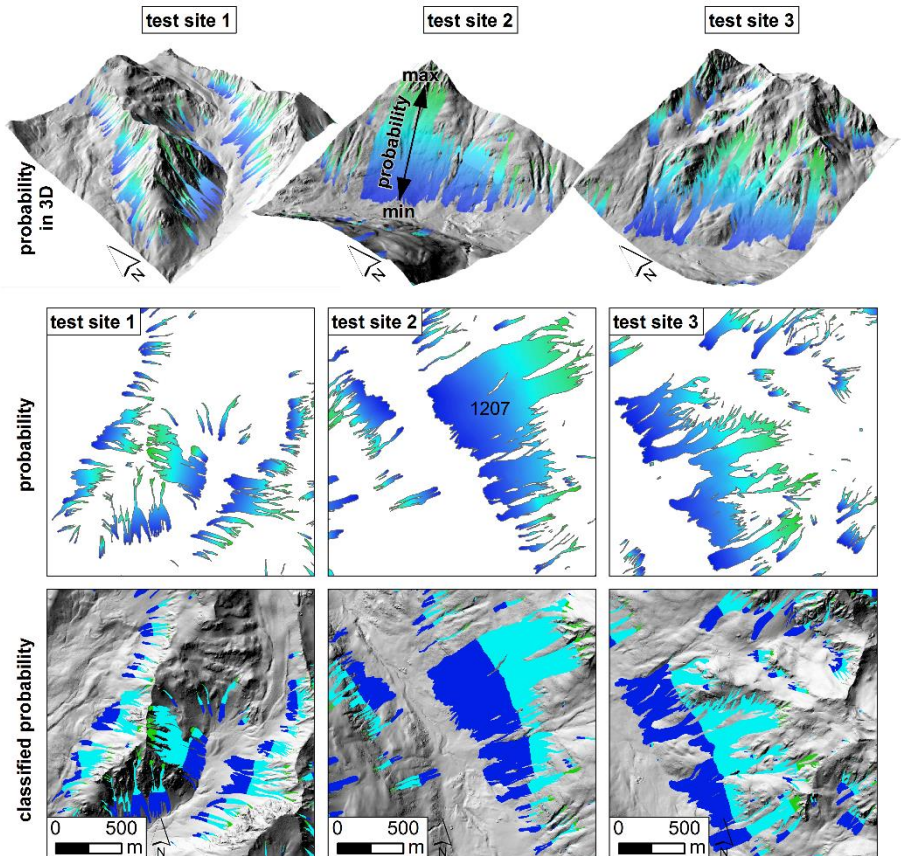 test site 1
test site 2
test site 3
probability
in 3D
max
probability
min
N
N
N
test site 1
test site 2
test site 3
probability
1207
classified probability
0 500
m
N
0 500
m
N
0 500
m
N